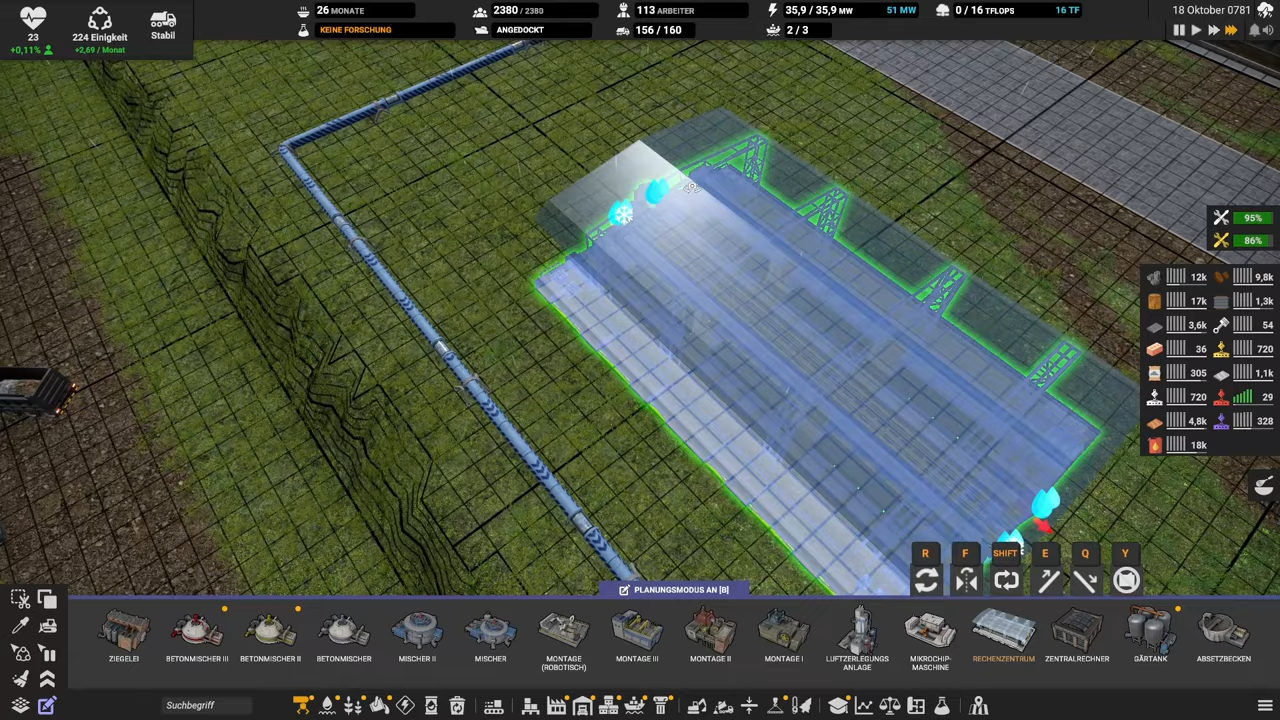 23
+0,11%
224 Einigkeit
+2,69 / Monat
Stabil
26 MONATE
KEINE FORSCHUNG
2380 / 2380
ANGEDOCKT
113 ARBEITER
156 / 160
35,9 / 35,9 MW
51 MW
2 / 3
0 / 16 TFLOPS
16 TF
18 Oktober 0781
95%
86%
12k
9,8k
17k
1,3k
3,6k
54
36
720
305
1,1k
720
29
4,8k
328
18k
R
F
SHIFT
E
Q
Y
PLANUNGSMODUS AN [B]
ZIEGELEI
BETONMISCHER III
BETONMISCHER II
BETONMISCHER
MISCHER II
MISCHER
MONTAGE
(ROBOTISCH)
MONTAGE III
MONTAGE II
MONTAGE I
LUFTZERLEGUNGS
ANLAGE
MIKROCHIP-
MASCHINE
RECHENZENTRUM
ZENTRALRECHNER
GÄRTANK
ABSETZBECKEN
Suchbegriff